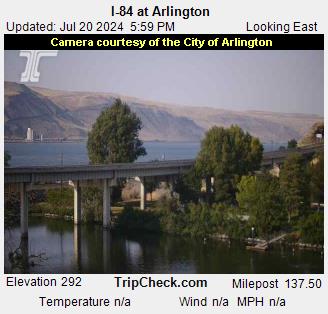 I-84 at Arlington
Updated: Jul 20 2024 5:59 PM Looking East
Camera courtesy of the City of Arlington
Elevation 292 TripCheck.com Milepost 137.50
Temperature n/a Wind n/a MPH n/a